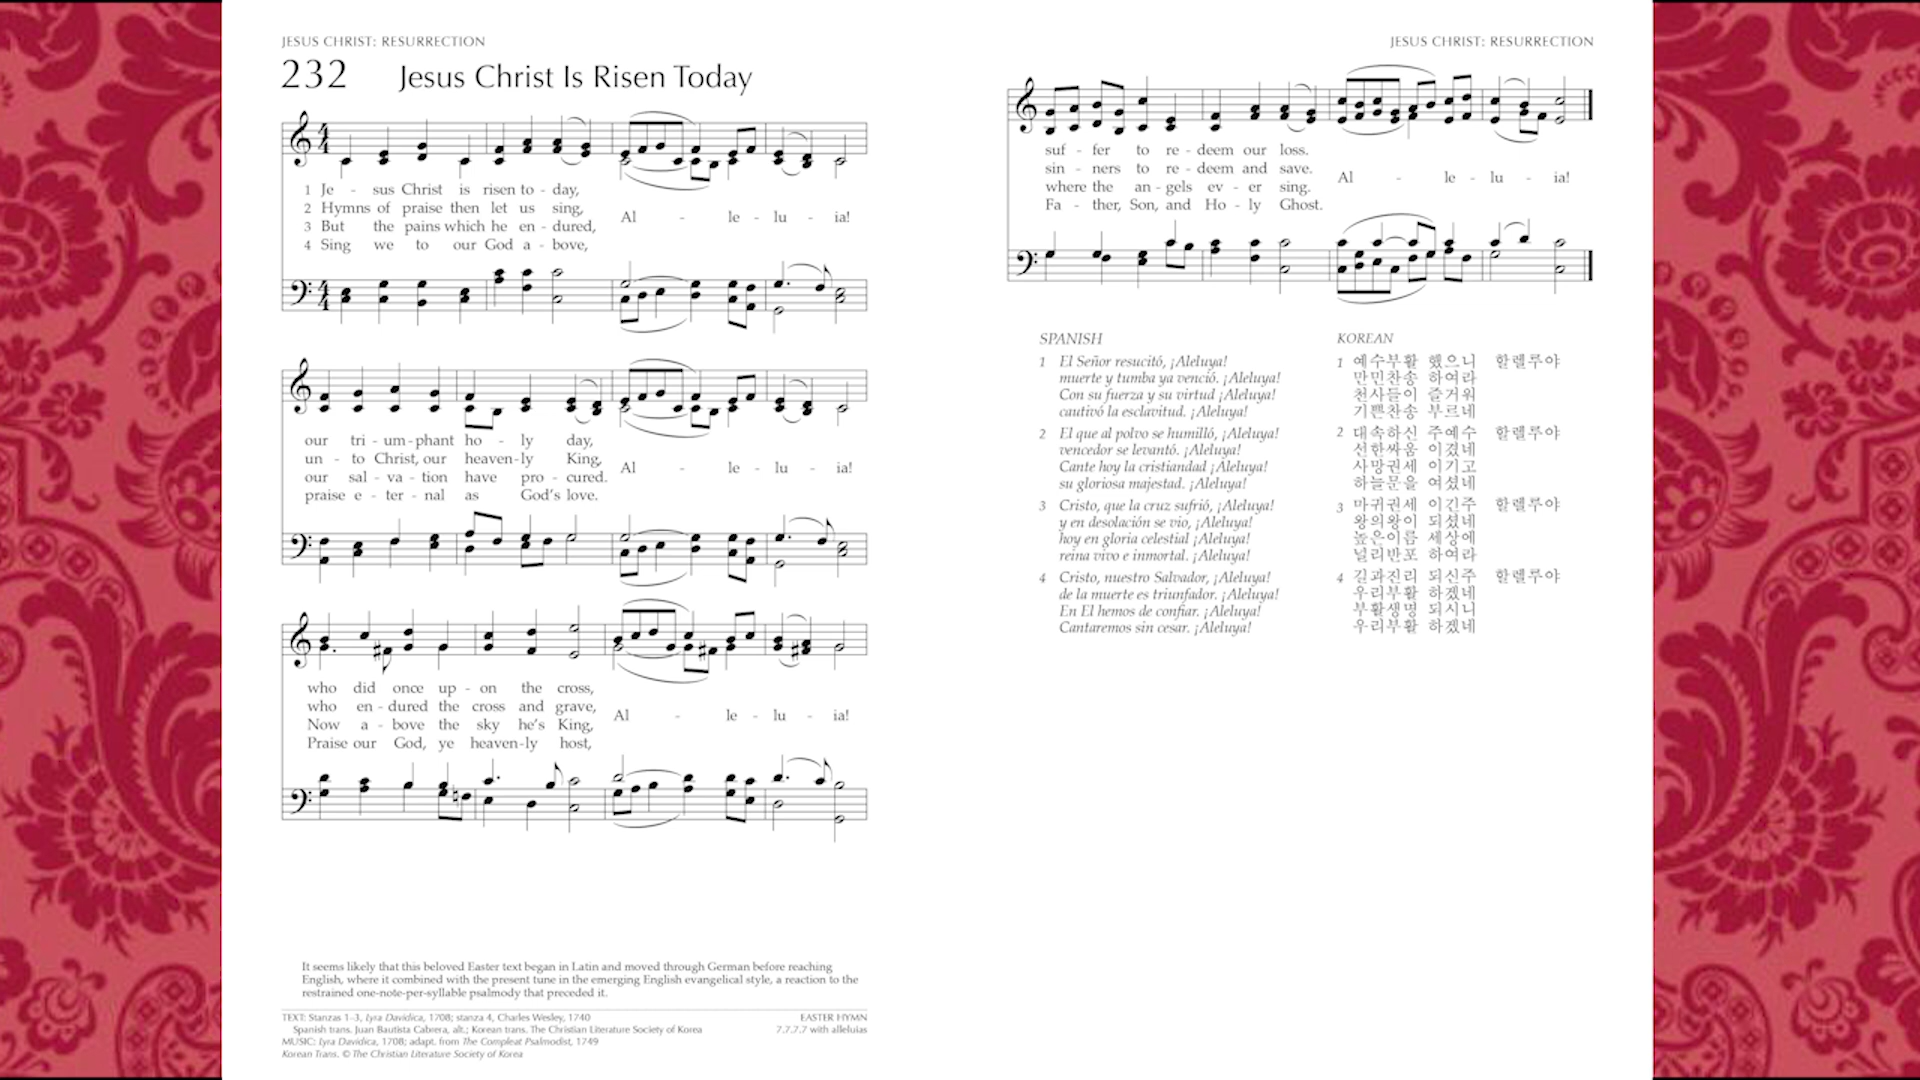 JESUS CHRIST: RESURRECTION
232 Jesus Christ Is Risen Today
1 Je - sus Christ is risen to - day,
2 Hymns of praise then let us sing,
3 But the pains which he en - dured,
4 Sing we to our God a - bove,
Al - le - lu - ia!
our tri - um - phant ho - ly day,
un - to Christ, our heaven - ly King,
our sal - va - tion have pro - cured.
praise e - ter - nal as God's love.
Al - le - lu - ia!
who did once up - on the cross,
who en - dured the cross and grave,
Now a - bove the sky he's King,
Praise our God, ye heaven - ly host,
Al - le - lu - ia!
It seems likely that this beloved Easter text began in Latin and moved through German before reaching
English, where it combined with the present tune in the emerging English evangelical style, a reaction to the
restrained one-note-per-syllable psalmody that preceded it.
TEXT: Stanzas 1–3, Lyra Davidica, 1708; stanza 4, Charles Wesley, 1740
Spanish trans. Juan Bautista Cabrera, alt.; Korean trans. The Christian Literature Society of Korea
MUSIC: Lyra Davidica, 1708; adapt. from The Compleat Psalmodist, 1749
Korean Trans. © The Christian Literature Society of Korea
EASTER HYMN
7.7.7.7 with alleluias
JESUS CHRIST: RESURRECTION
suf - fer to re - deem our loss.
sin - ners to re - deem and save.
where the an - gels ev - er sing.
Fa - ther, Son, and Ho - ly Ghost.
Al - le - lu - ia!
SPANISH
1 El Señor resucitó, ¡Aleluya!
muerte y tumba ya venció. ¡Aleluya!
Con su fuerza y su virtud ¡Aleluya!
cautivó la esclavitud. ¡Aleluya!
2 El que al polvo se humilló, ¡Aleluya!
vencedor se levantó. ¡Aleluya!
Cante hoy la cristiandad ¡Aleluya!
su gloriosa majestad. ¡Aleluya!
3 Cristo, que la cruz sufrió, ¡Aleluya!
y en desolación se vio, ¡Aleluya!
hoy en gloria celestial ¡Aleluya!
reina vivo e inmortal. ¡Aleluya!
4 Cristo, nuestro Salvador, ¡Aleluya!
de la muerte es triunfador. ¡Aleluya!
En El hemos de confiar. ¡Aleluya!
Cantaremos sin cesar. ¡Aleluya!
KOREAN
1 예수부활 했으니 할렐루야
만민찬송 하여라
천사들이 즐거워
기쁜찬송 부르네
2 대속하신 주예수 할렐루야
선한싸움 이겼네
사망권세 이기고
하늘문을 여셨네
3 마귀권세 이긴주 할렐루야
왕의왕이 되셨네
높은이름 세상에
널리반포 하여라
4 길과진리 되신주 할렐루야
우리부활 하겠네
부활생명 되시니
우리부활 하겠네